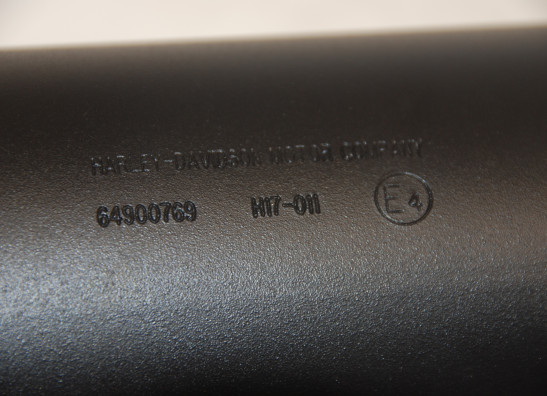 HARLEY-DAVIDSON MOTOR COMPANY
64900769 H17-011 E4